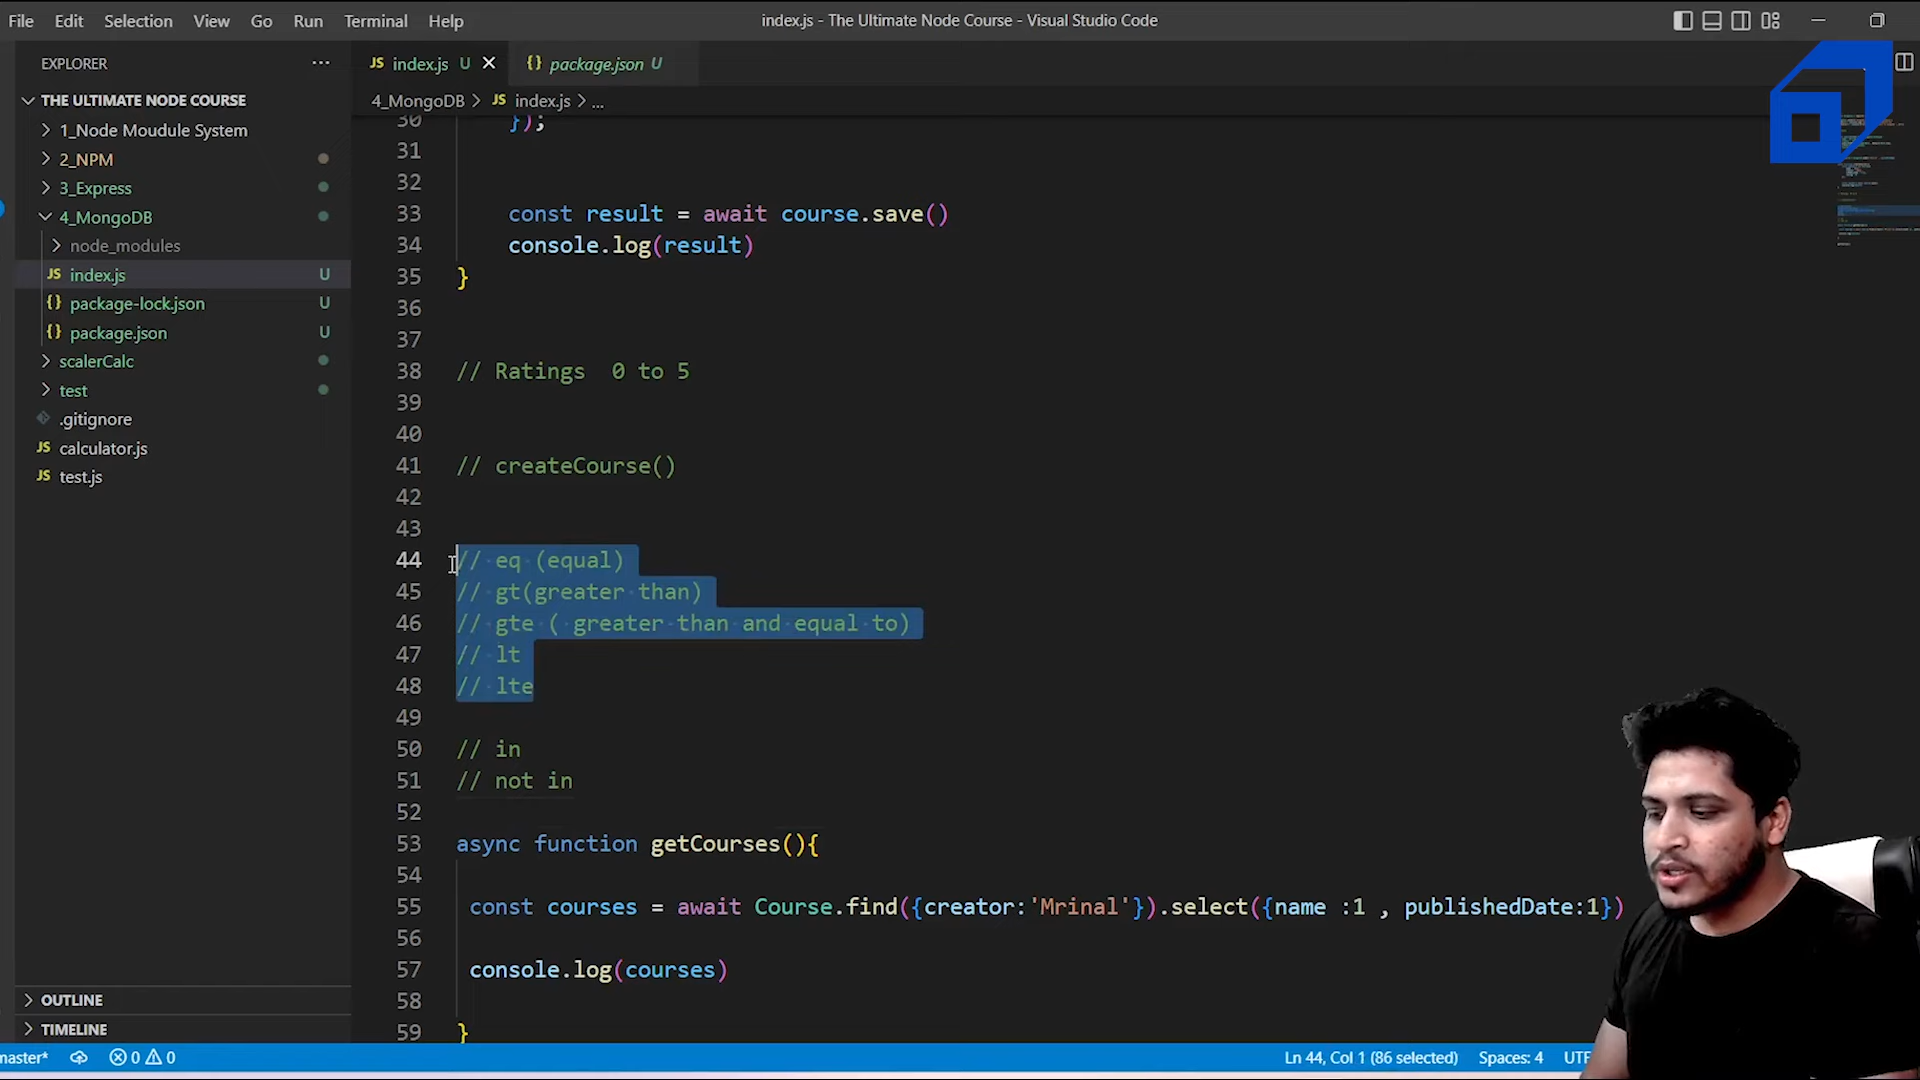 File Edit Selection View Go Run Terminal Help
index.js - The Ultimate Node Course - Visual Studio Code
EXPLORER ...
THE ULTIMATE NODE COURSE
1_Node Moudule System
2_NPM
3_Express
4_MongoDB
node_modules
JS index.js U
{} package-lock.json U
{} package.json U
scalerCalc
test
.gitignore
JS calculator.js
JS test.js
OUTLINE
TIMELINE
JS index.js U
{} package.json U
4_MongoDB > JS index.js > ...
30 });
31
32
33 const result = await course.save()
34 console.log(result)
35 }
36
37
38 // Ratings  0 to 5
39
40
41 // createCourse()
42
43
44 // eq (equal)
45 // gt(greater than)
46 // gte ( greater than and equal to)
47 // lt
48 // lte
49
50 // in
51 // not in
52
53 async function getCourses(){
54
55 const courses = await Course.find({creator:'Mrinal'}).select({name :1 , publishedDate:1})
56
57 console.log(courses)
58
59 }
master* 0 0 Ln 44, Col 1 (86 selected) Spaces: 4 UTF